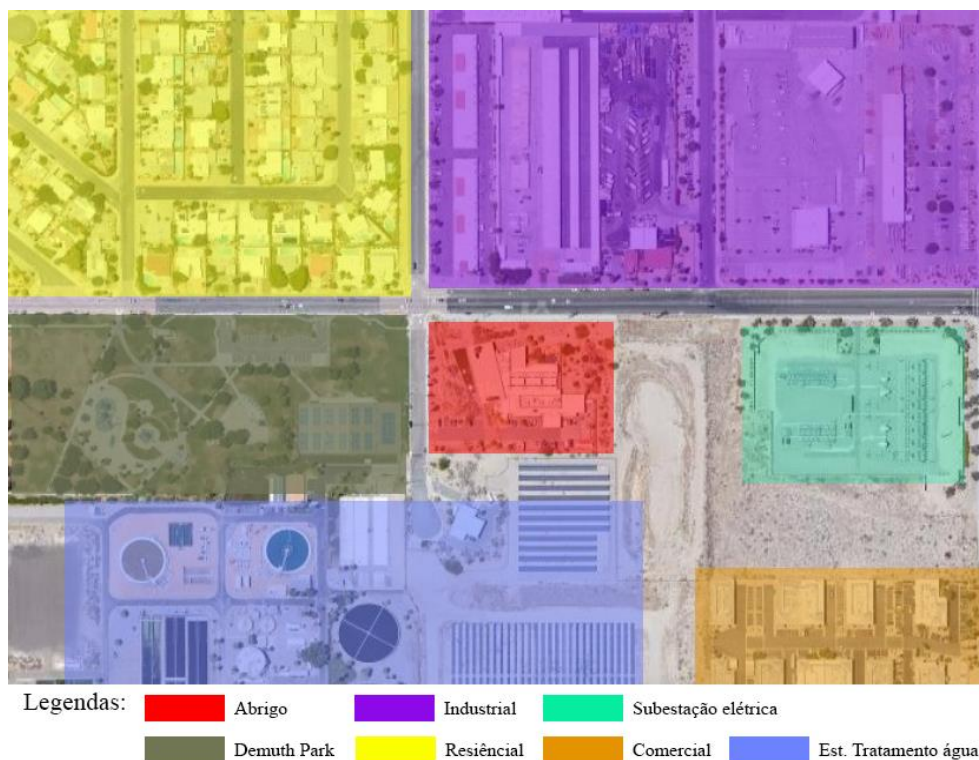 Legendas:
Abrigo
Industrial
Subestação elétrica
Demuth Park
Resiêncial
Comercial
Est. Tratamento água